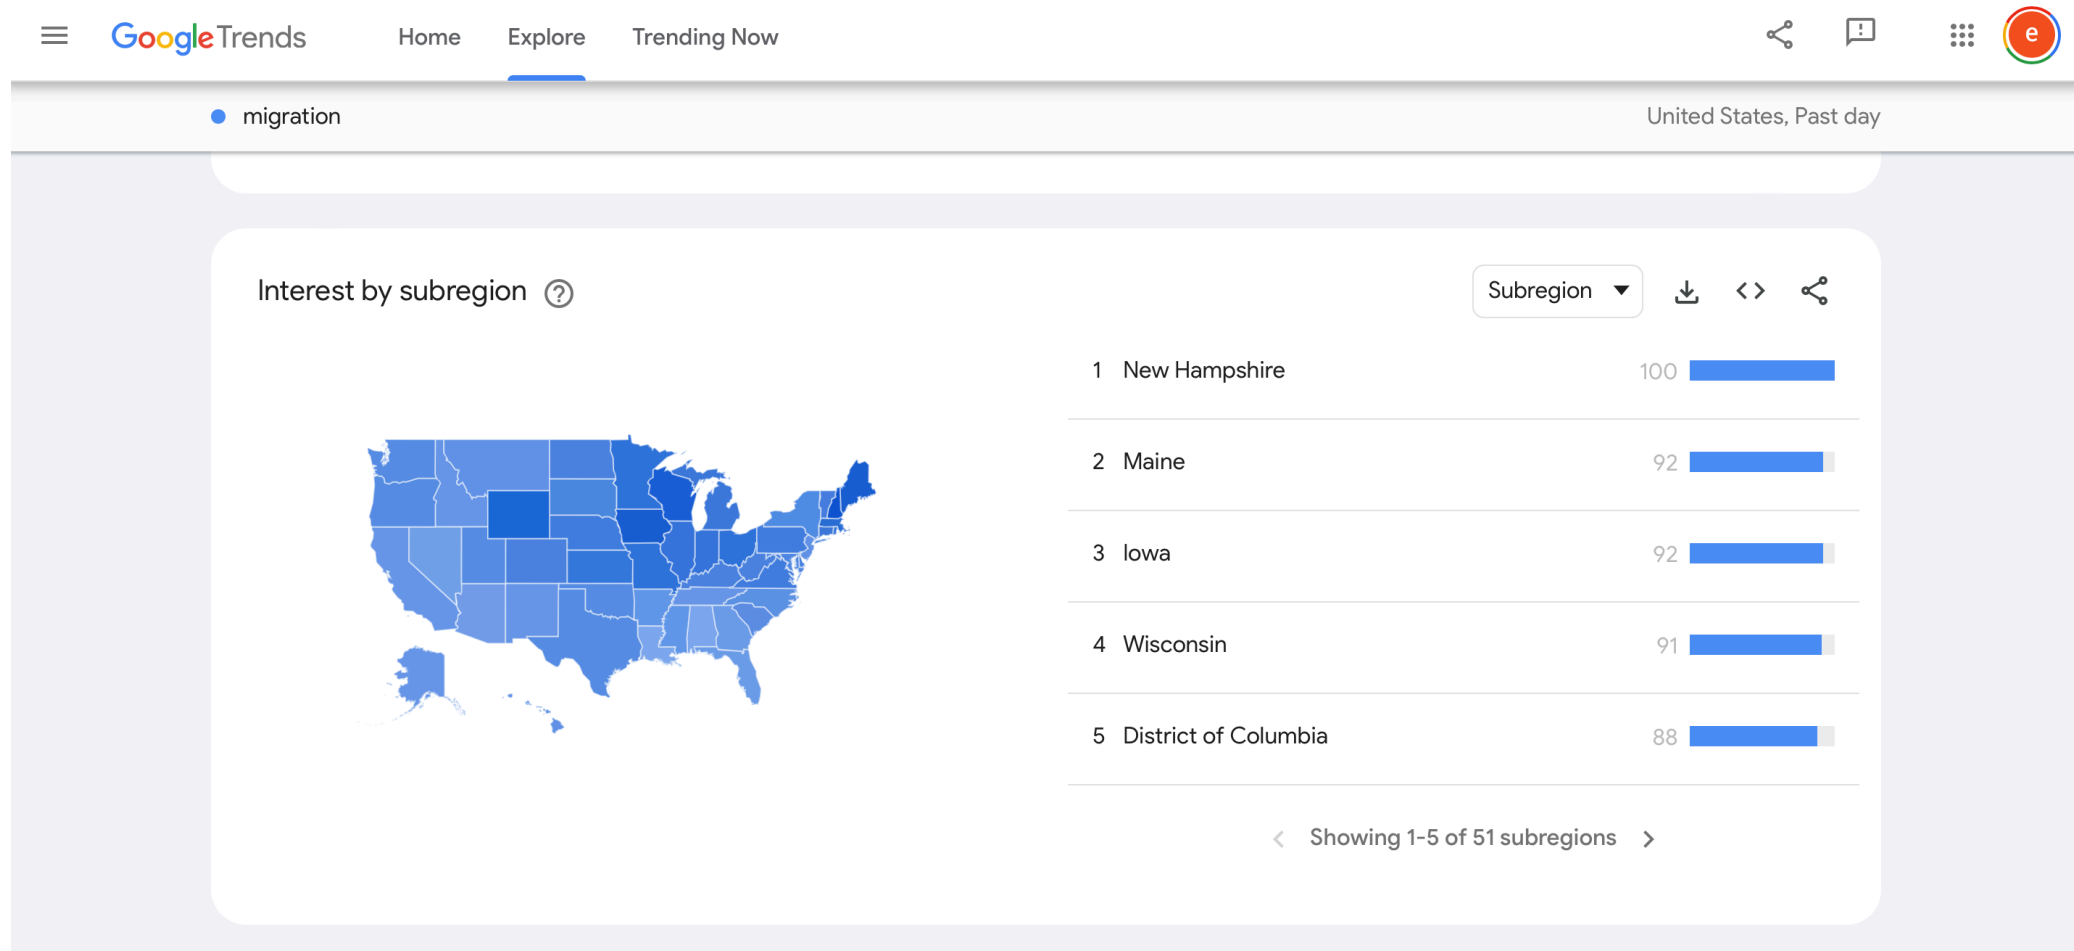 Google Trends Home Explore Trending Now e
migration United States, Past day
Interest by subregion ? Subregion
1 New Hampshire 100
2 Maine 92
3 Iowa 92
4 Wisconsin 91
5 District of Columbia 88
Showing 1-5 of 51 subregions